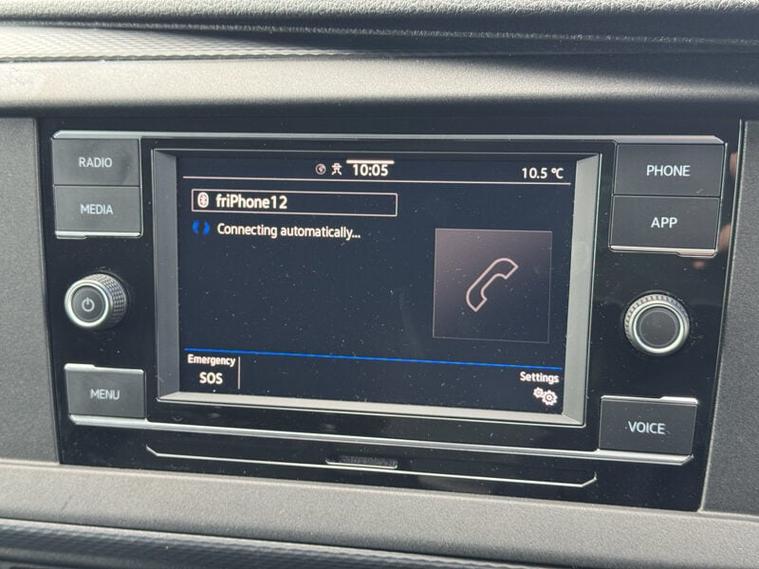 RADIO
MEDIA
MENU
10:05
10.5 °C
friPhone12
Connecting automatically...
Emergency
SOS
Settings
PHONE
APP
VOICE